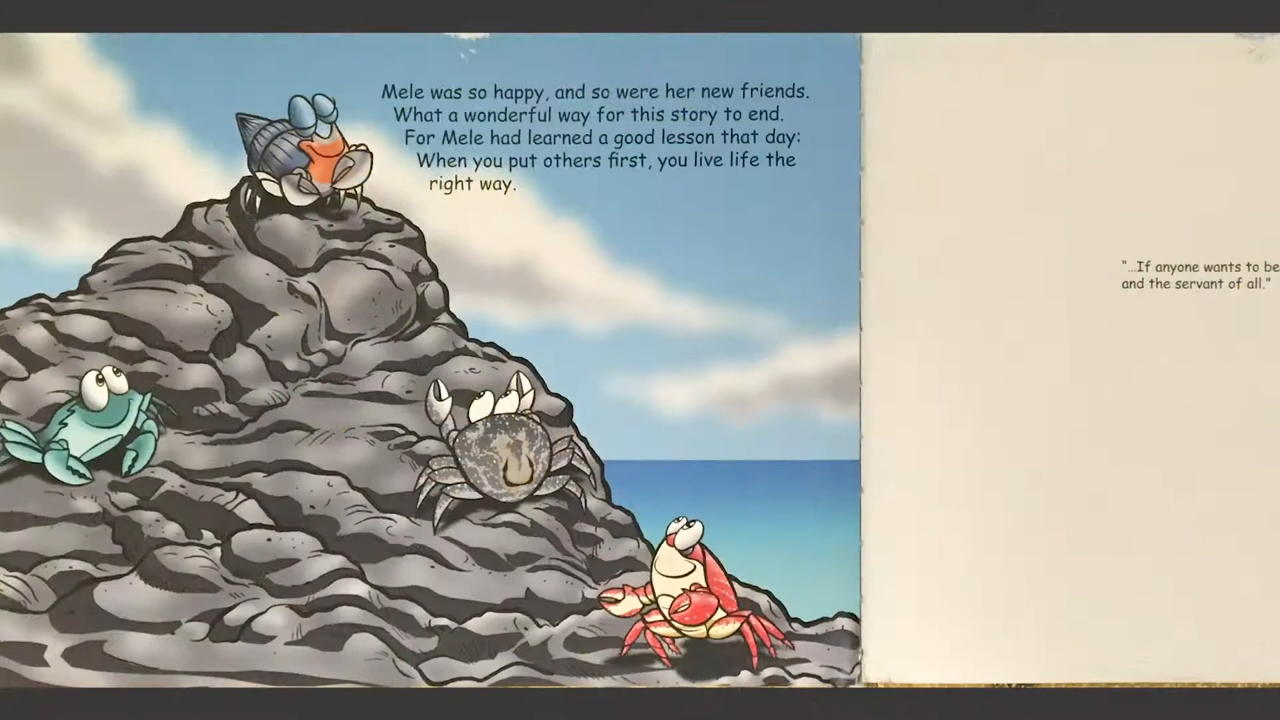 Mele was so happy, and so were her new friends.
What a wonderful way for this story to end.
For Mele had learned a good lesson that day:
When you put others first, you live life the
right way.
"…If anyone wants to be
and the servant of all."